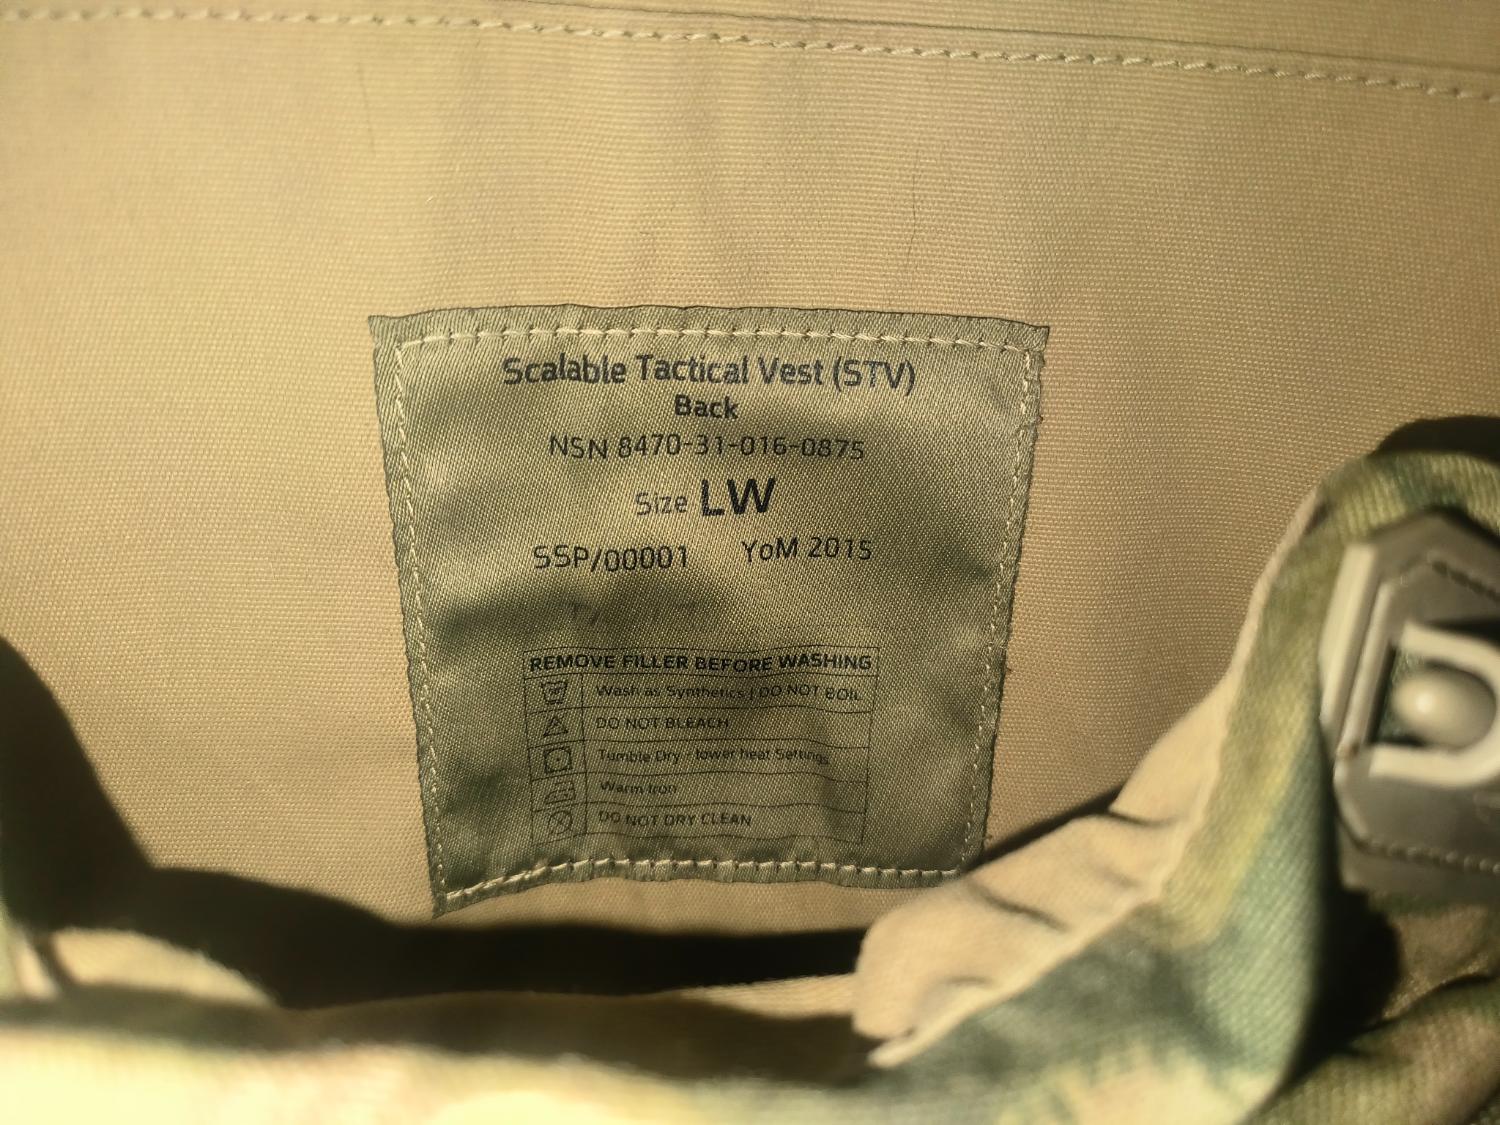 Scalable Tactical Vest (STV)
Back
NSN 8470-31-016-0875
Size LW
SSP/00001 YoM 2015
REMOVE FILLER BEFORE WASHING
Wash as Synthetics | DO NOT BOIL
DO NOT BLEACH
Tumble Dry - lower heat Settings
Warm Iron
DO NOT DRY CLEAN